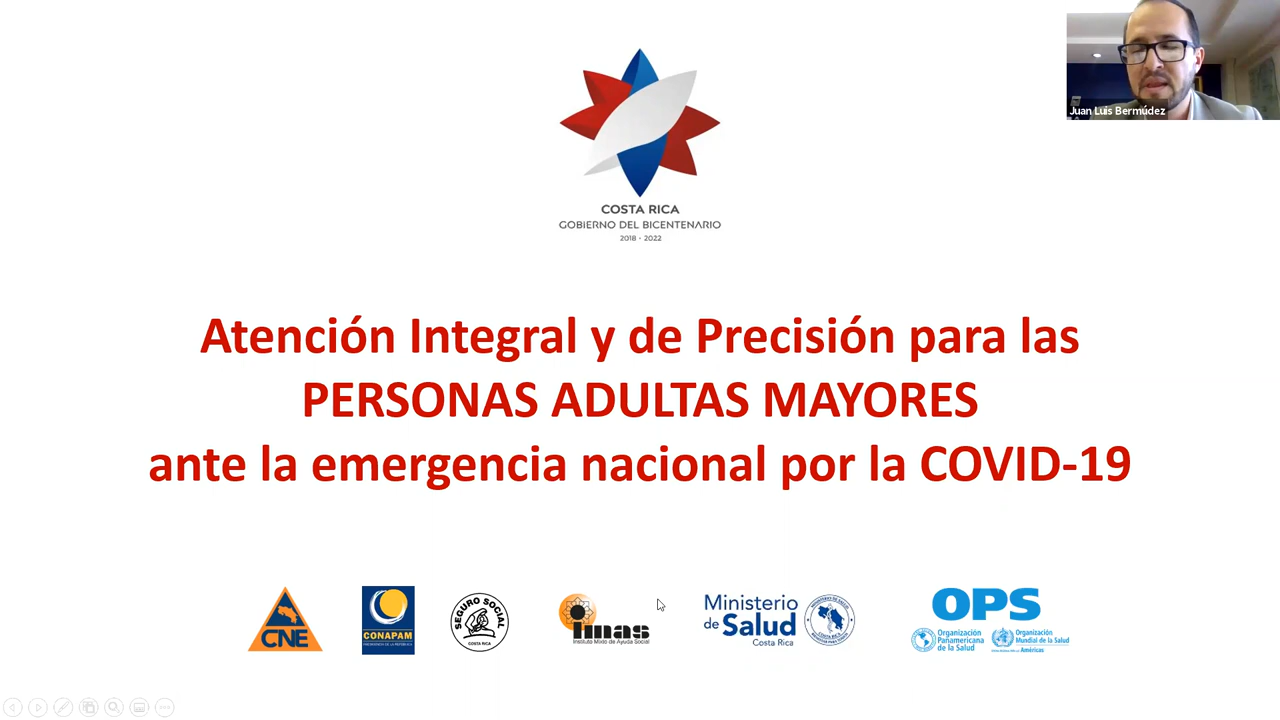 Juan Luis Bermúdez
COSTA RICA
GOBIERNO DEL BICENTENARIO
2018 - 2022
Atención Integral y de Precisión para las
PERSONAS ADULTAS MAYORES
ante la emergencia nacional por la COVID-19
CNE
CONAPAM
SEGURO SOCIAL
COSTA RICA
imas
Instituto Mixto de Ayuda Social
Ministerio
de Salud
Costa Rica
OPS
Organización
Panamericana
de la Salud
Organización
Mundial de la Salud
Américas